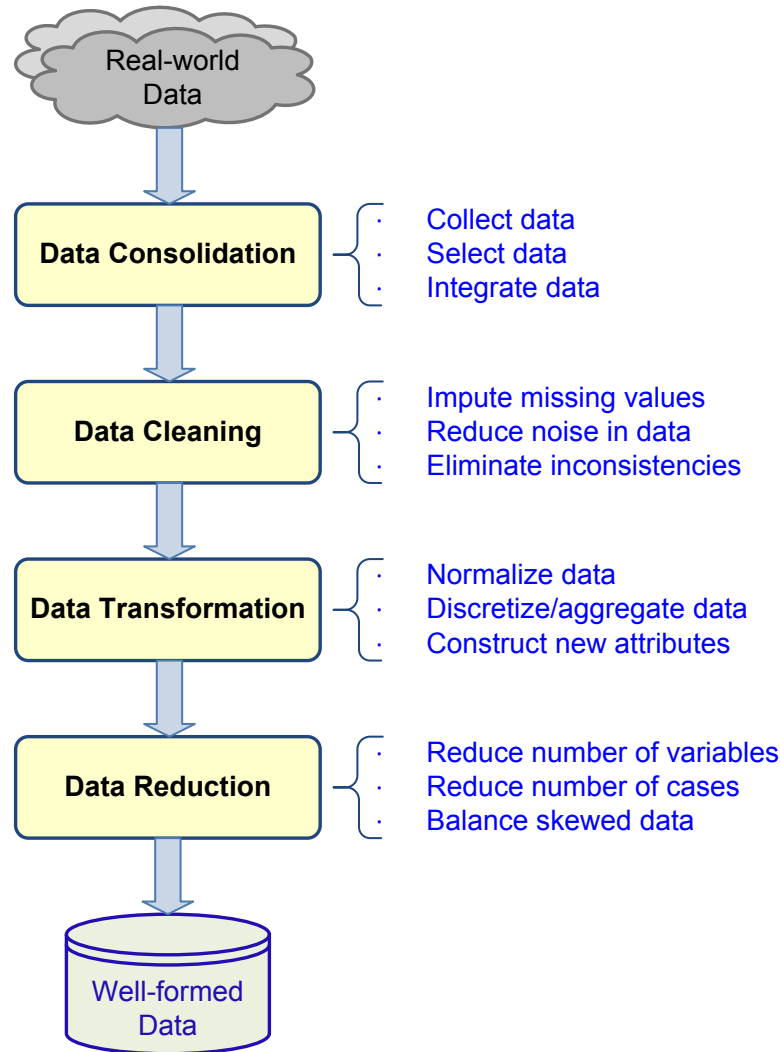 Real-world
Data
Data Consolidation
· Collect data
· Select data
· Integrate data
Data Cleaning
· Impute missing values
· Reduce noise in data
· Eliminate inconsistencies
Data Transformation
· Normalize data
· Discretize/aggregate data
· Construct new attributes
Data Reduction
· Reduce number of variables
· Reduce number of cases
· Balance skewed data
Well-formed
Data